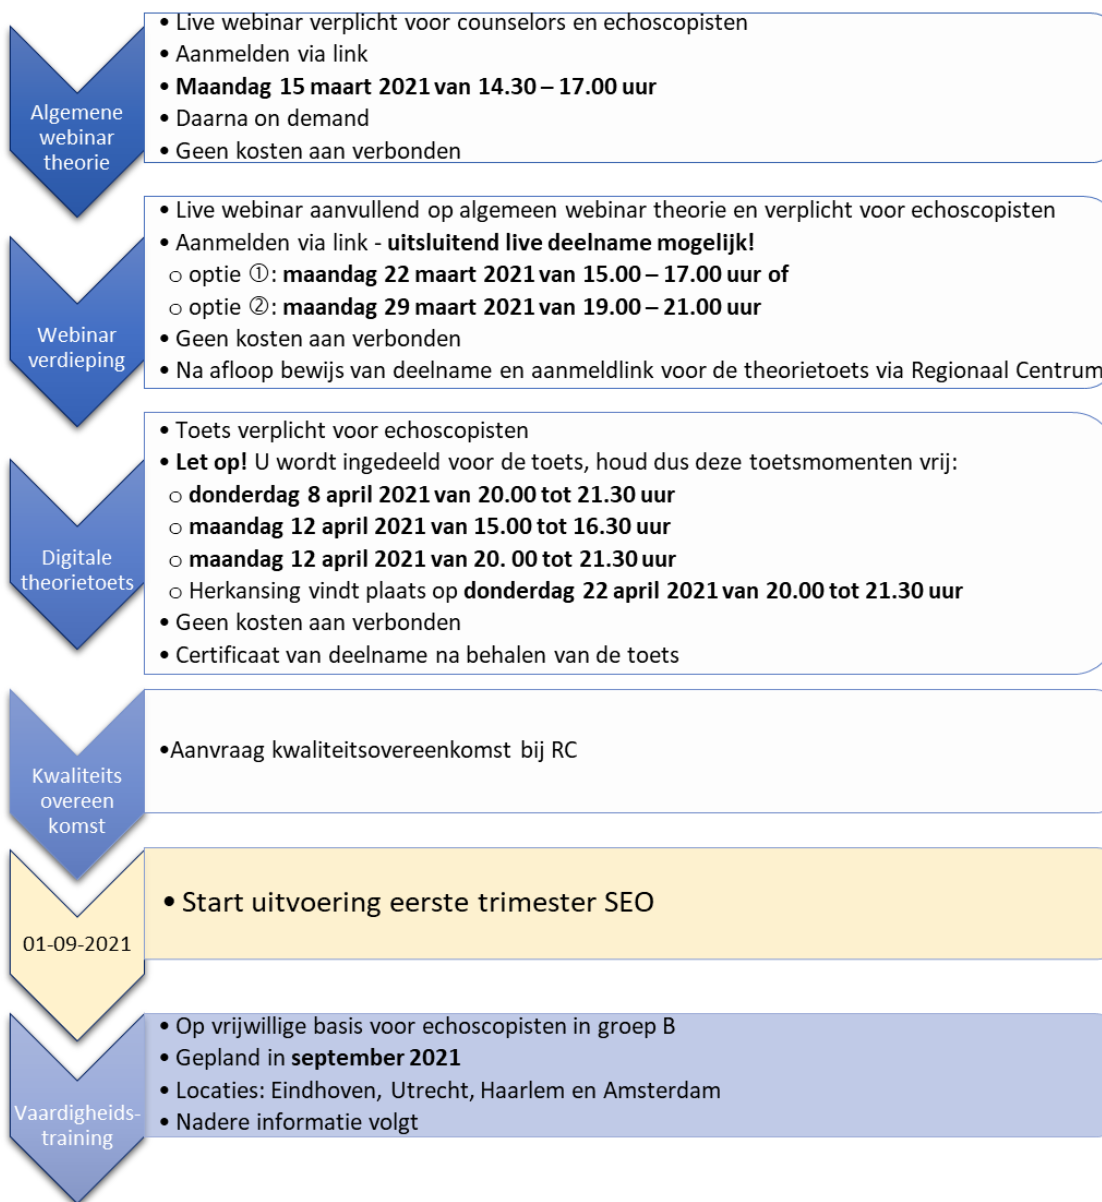 Algemene
webinar
theorie
• Live webinar verplicht voor counselors en echoscopisten
• Aanmelden via link
• Maandag 15 maart 2021 van 14.30 – 17.00 uur
• Daarna on demand
• Geen kosten aan verbonden
Webinar
verdieping
• Live webinar aanvullend op algemeen webinar theorie en verplicht voor echoscopisten
• Aanmelden via link - uitsluitend live deelname mogelijk!
o optie ①: maandag 22 maart 2021 van 15.00 – 17.00 uur of
o optie ②: maandag 29 maart 2021 van 19.00 – 21.00 uur
• Geen kosten aan verbonden
• Na afloop bewijs van deelname en aanmeldlink voor de theorietoets via Regionaal Centrum
Digitale
theorietoets
• Toets verplicht voor echoscopisten
• Let op! U wordt ingedeeld voor de toets, houd dus deze toetsmomenten vrij:
o donderdag 8 april 2021 van 20.00 tot 21.30 uur
o maandag 12 april 2021 van 15.00 tot 16.30 uur
o maandag 12 april 2021 van 20. 00 tot 21.30 uur
o Herkansing vindt plaats op donderdag 22 april 2021 van 20.00 tot 21.30 uur
• Geen kosten aan verbonden
• Certificaat van deelname na behalen van de toets
Kwaliteits
overeen
komst
•Aanvraag kwaliteitsovereenkomst bij RC
01-09-2021
• Start uitvoering eerste trimester SEO
Vaardigheids-
training
• Op vrijwillige basis voor echoscopisten in groep B
• Gepland in september 2021
• Locaties: Eindhoven, Utrecht, Haarlem en Amsterdam
• Nadere informatie volgt